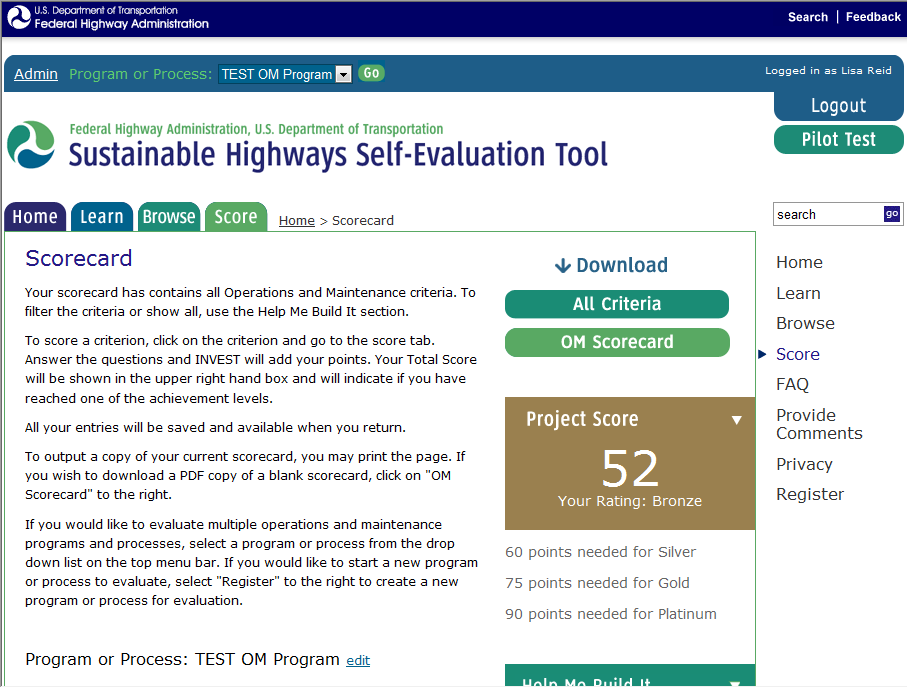 U.S. Department of Transportation
Federal Highway Administration
Search | Feedback
Admin Program or Process: TEST OM Program Go
Logged in as Lisa Reid
Logout
Pilot Test
Federal Highway Administration, U.S. Department of Transportation
Sustainable Highways Self-Evaluation Tool
Home Learn Browse Score Home > Scorecard
search go
Scorecard
Your scorecard has contains all Operations and Maintenance criteria. To
filter the criteria or show all, use the Help Me Build It section.
To score a criterion, click on the criterion and go to the score tab.
Answer the questions and INVEST will add your points. Your Total Score
will be shown in the upper right hand box and will indicate if you have
reached one of the achievement levels.
All your entries will be saved and available when you return.
To output a copy of your current scorecard, you may print the page. If
you wish to download a PDF copy of a blank scorecard, click on "OM
Scorecard" to the right.
If you would like to evaluate multiple operations and maintenance
programs and processes, select a program or process from the drop
down list on the top menu bar. If you would like to start a new program
or process to evaluate, select "Register" to the right to create a new
program or process for evaluation.
Program or Process: TEST OM Program edit
Download
All Criteria
OM Scorecard
Project Score
52
Your Rating: Bronze
60 points needed for Silver
75 points needed for Gold
90 points needed for Platinum
Help Me Build It
Home
Learn
Browse
Score
FAQ
Provide
Comments
Privacy
Register